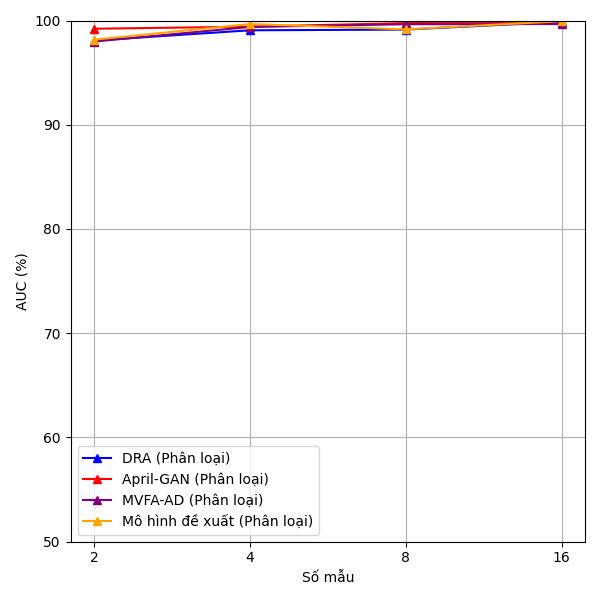 100
90
80
70
60
50
AUC (%)
DRA (Phân loại)
April-GAN (Phân loại)
MVFA-AD (Phân loại)
Mô hình đề xuất (Phân loại)
2
4
8
16
Số mẫu